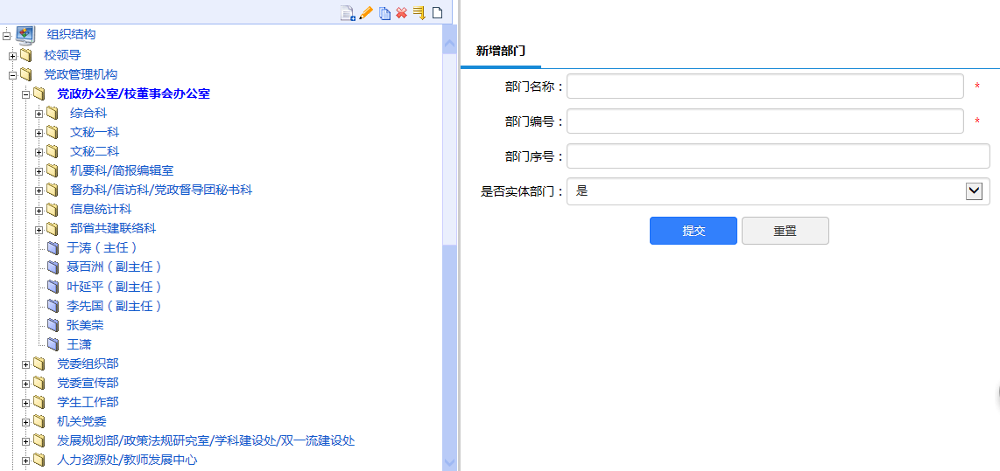 组织结构
校领导
党政管理机构
党政办公室/校董事会办公室
综合科
文秘一科
文秘二科
机要科/简报编辑室
督办科/信访科/党政督导团秘书科
信息统计科
部省共建联络科
于涛（主任）
聂百洲（副主任）
叶延平（副主任）
李先国（副主任）
张美荣
王潇
党委组织部
党委宣传部
学生工作部
机关党委
发展规划部/政策法规研究室/学科建设处/双一流建设处
人力资源处/教师发展中心
新增部门
部门名称： *
部门编号： *
部门序号：
是否实体部门： 是
提交 重置